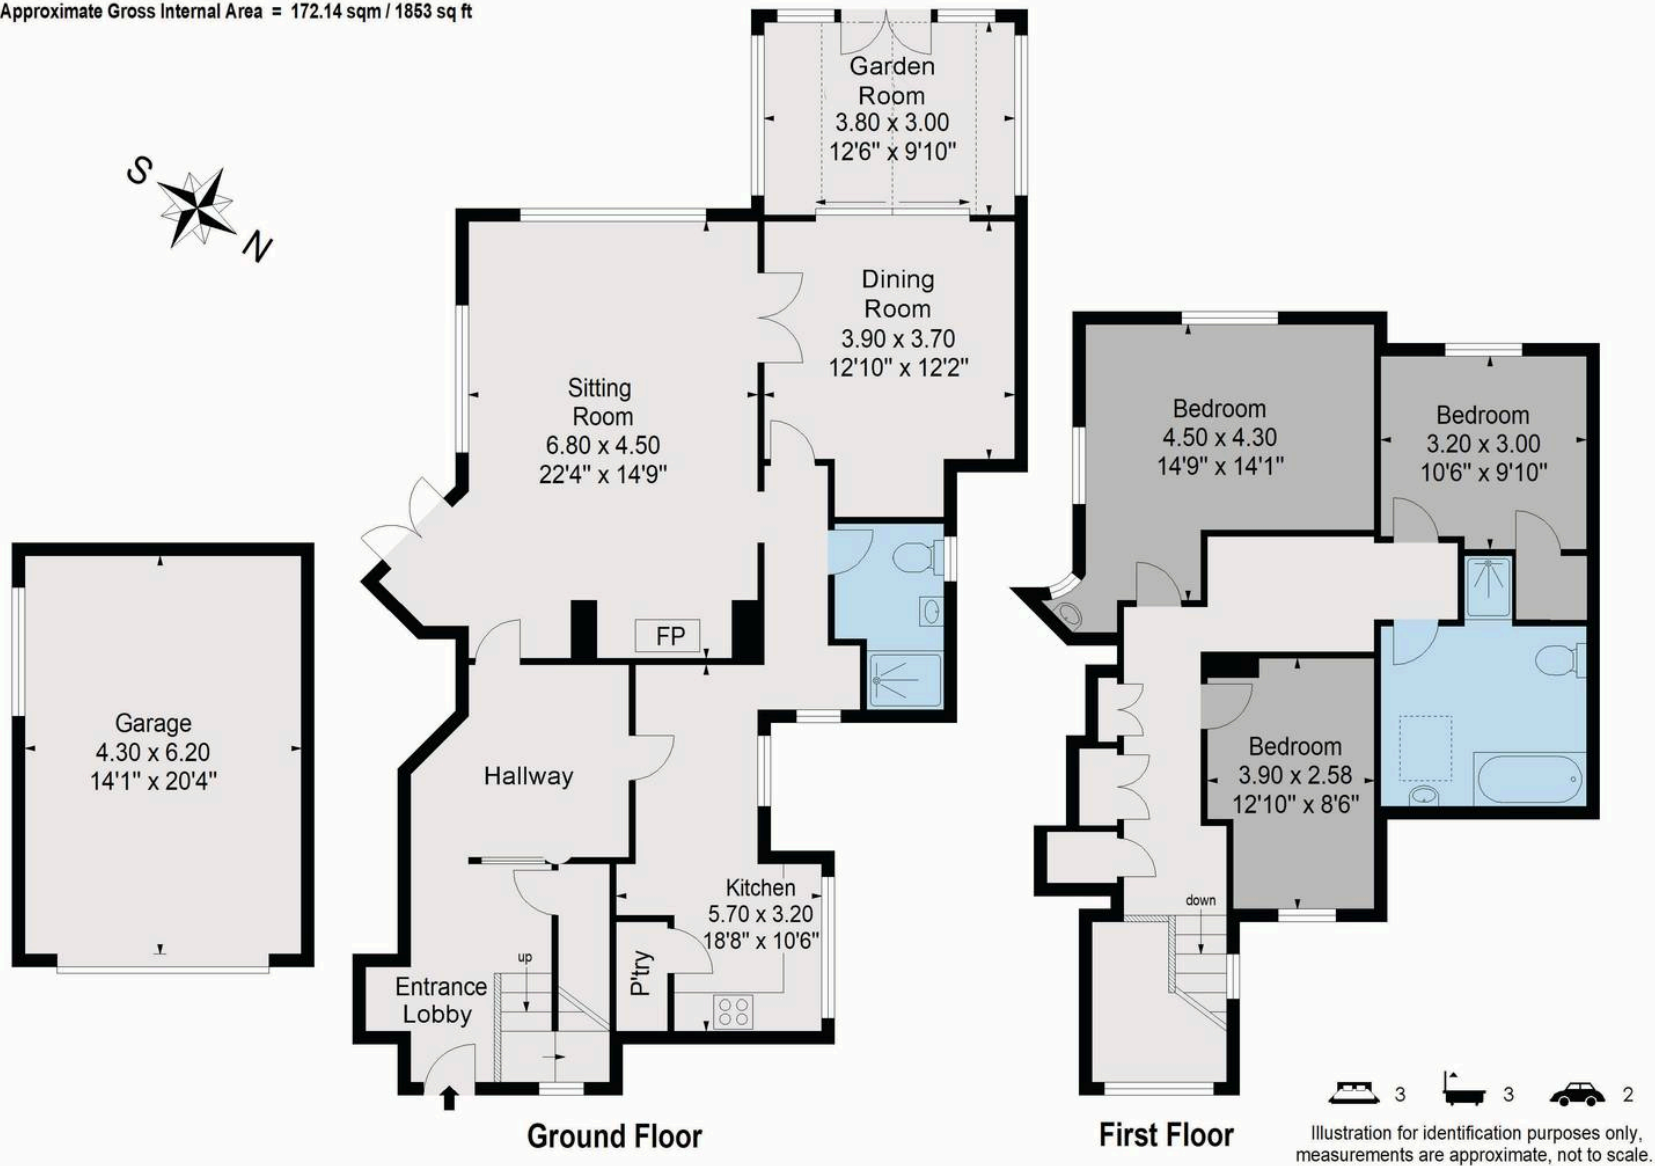 Approximate Gross Internal Area = 172.14 sqm / 1853 sq ft
S
N
Garden
Room
3.80 x 3.00
12'6" x 9'10"
Dining
Room
3.90 x 3.70
12'10" x 12'2"
Sitting
Room
6.80 x 4.50
22'4" x 14'9"
FP
Garage
4.30 x 6.20
14'1" x 20'4"
Hallway
Kitchen
5.70 x 3.20
18'8" x 10'6"
P'try
up
Entrance
Lobby
Ground Floor
Bedroom
4.50 x 4.30
14'9" x 14'1"
Bedroom
3.20 x 3.00
10'6" x 9'10"
Bedroom
3.90 x 2.58
12'10" x 8'6"
down
First Floor
3 3 2
Illustration for identification purposes only,
measurements are approximate, not to scale.